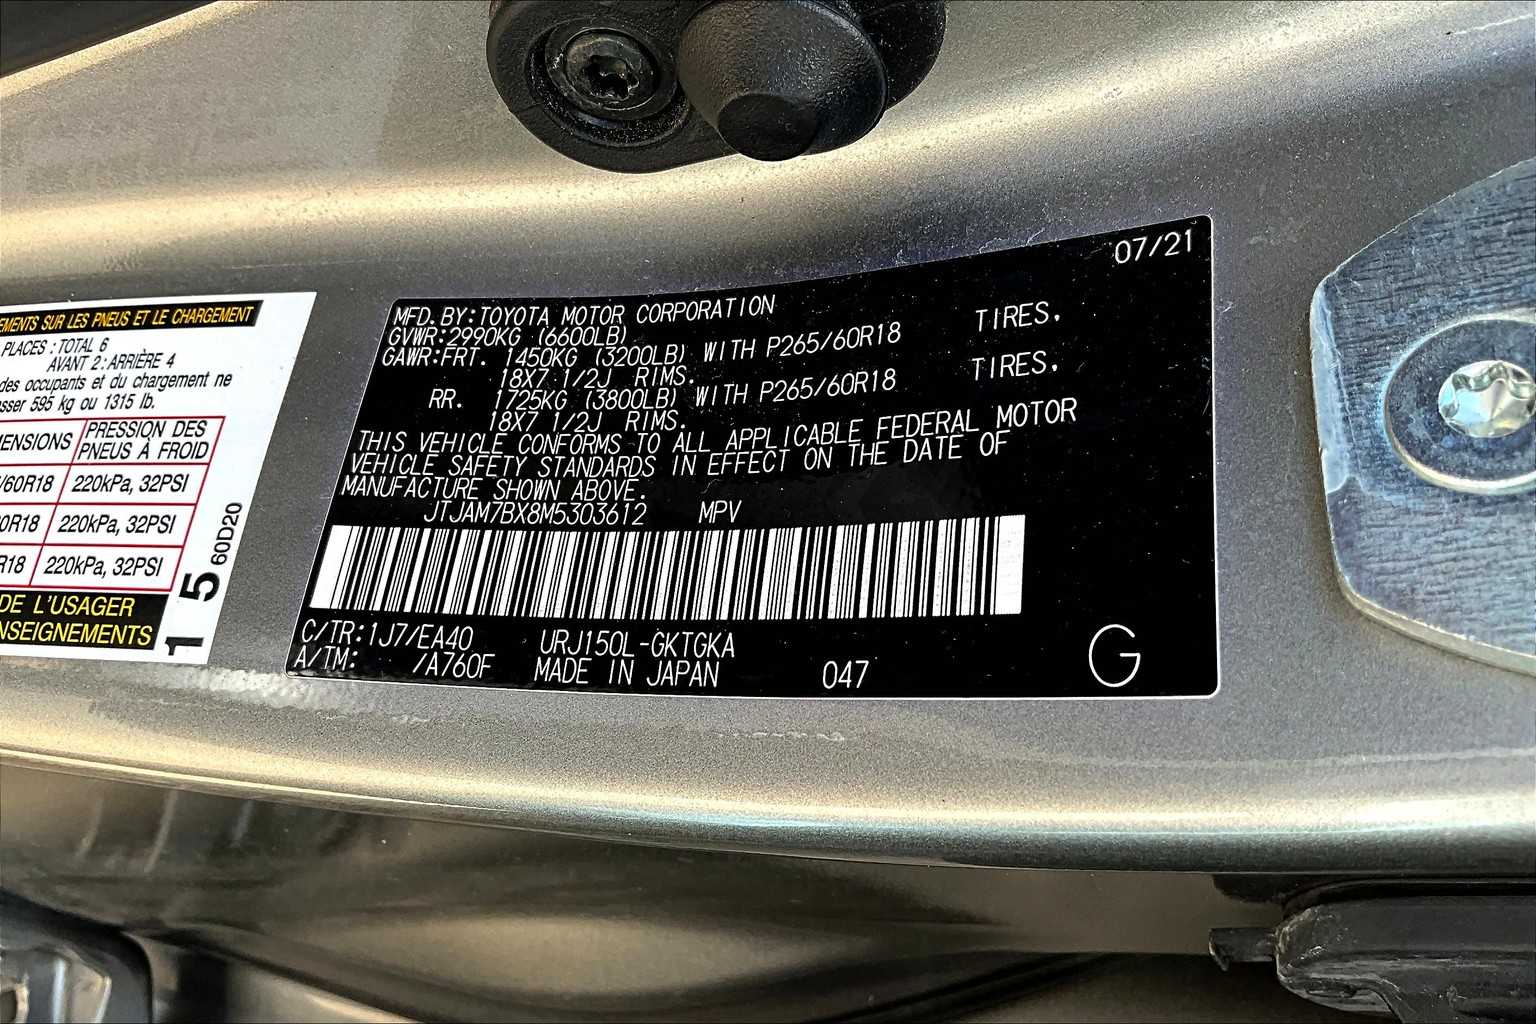 EMENTS SUR LES PNEUS ET LE CHARGEMENT
PLACES : TOTAL 6
AVANT 2: ARRIÈRE 4
des occupants et du chargement ne
sser 595 kg ou 1315 lb.
MENSIONS PRESSION DES PNEUS À FROID
/60R18 220kPa, 32PSI
0R18 220kPa, 32PSI
R18 220kPa, 32PSI
DE L'USAGER
NSEIGNEMENTS
1 5 60D20
07/21
MFD. BY:TOYOTA MOTOR CORPORATION
GVWR:2990KG (6600LB)
GAWR:FRT. 1450KG (3200LB) WITH P265/60R18 TIRES,
18X7 1/2J RIMS.
RR. 1725KG (3800LB) WITH P265/60R18 TIRES,
18X7 1/2J RIMS.
THIS VEHICLE CONFORMS TO ALL APPLICABLE FEDERAL MOTOR
VEHICLE SAFETY STANDARDS IN EFFECT ON THE DATE OF
MANUFACTURE SHOWN ABOVE.
JTJAM7BX8M5303612 MPV
C/TR:1J7/EA40 URJ150L-GKTGKA
A/TM: /A760F MADE IN JAPAN 047
G